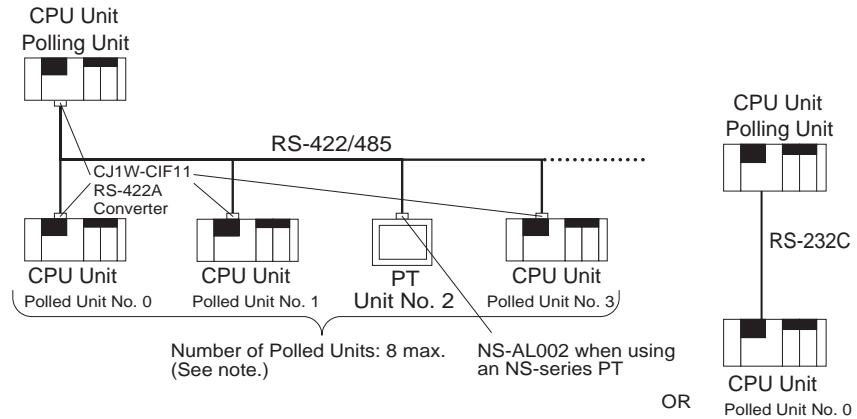 CPU Unit
Polling Unit
RS-422/485
CJ1W-CIF11
RS-422A
Converter
CPU Unit
Polled Unit No. 0
CPU Unit
Polled Unit No. 1
PT
Unit No. 2
CPU Unit
Polled Unit No. 3
Number of Polled Units: 8 max.
(See note.)
NS-AL002 when using
an NS-series PT
OR
CPU Unit
Polling Unit
RS-232C
CPU Unit
Polled Unit No. 0